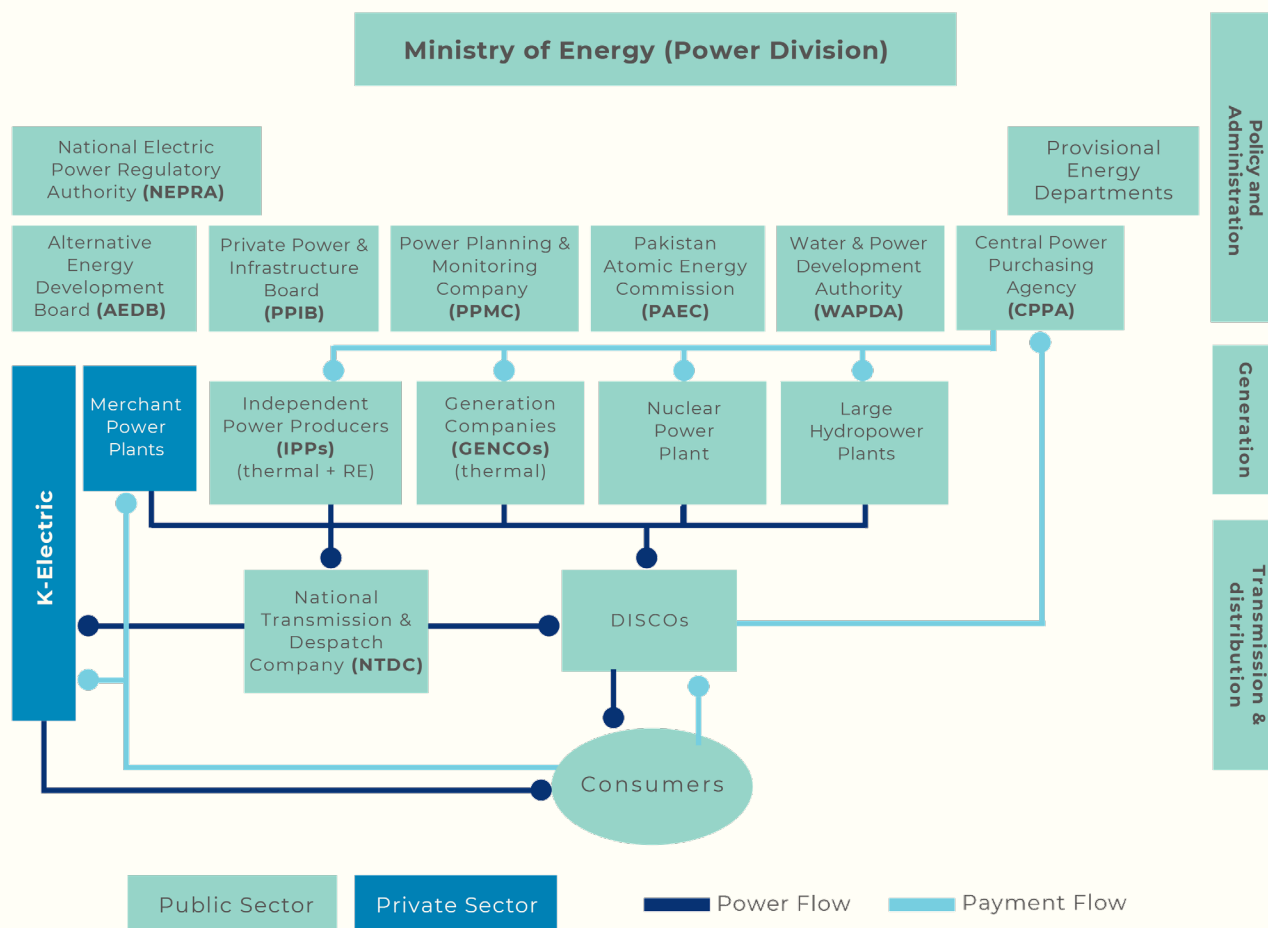 Ministry of Energy (Power Division)
Policy and
Administration
National Electric
Power Regulatory
Authority (NEPRA)
Provisional
Energy
Departments
Alternative
Energy
Development
Board (AEDB)
Private Power &
Infrastructure
Board
(PPIB)
Power Planning &
Monitoring
Company
(PPMC)
Pakistan
Atomic Energy
Commission
(PAEC)
Water & Power
Development
Authority
(WAPDA)
Central Power
Purchasing
Agency
(CPPA)
Generation
K-Electric
Merchant
Power
Plants
Independent
Power Producers
(IPPs)
(thermal + RE)
Generation
Companies
(GENCOs)
(thermal)
Nuclear
Power
Plant
Large
Hydropower
Plants
Transmission &
distribution
National
Transmission &
Despatch
Company (NTDC)
DISCOs
Consumers
Public Sector
Private Sector
Power Flow
Payment Flow